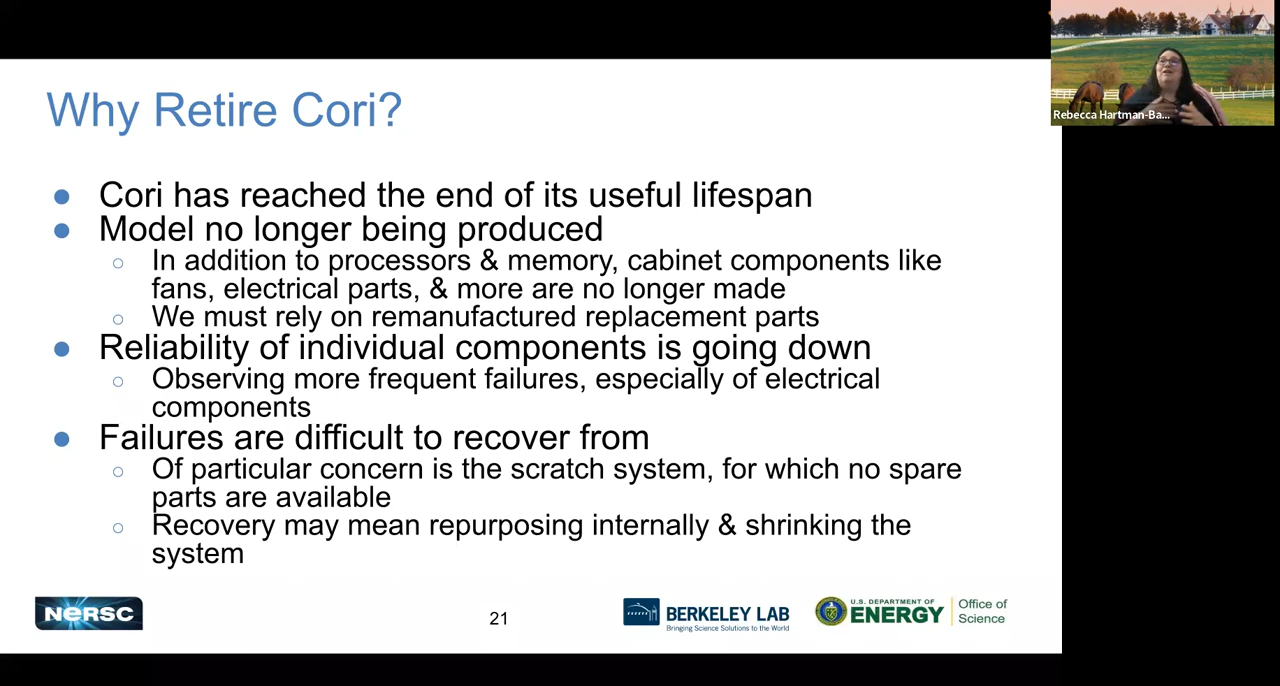 Why Retire Cori?
● Cori has reached the end of its useful lifespan
● Model no longer being produced
○ In addition to processors & memory, cabinet components like
fans, electrical parts, & more are no longer made
○ We must rely on remanufactured replacement parts
● Reliability of individual components is going down
○ Observing more frequent failures, especially of electrical
components
● Failures are difficult to recover from
○ Of particular concern is the scratch system, for which no spare
parts are available
○ Recovery may mean repurposing internally & shrinking the
system
NERSC
21
BERKELEY LAB
Bringing Science Solutions to the World
U.S. DEPARTMENT OF
ENERGY
Office of
Science
Rebecca Hartman-Ba...